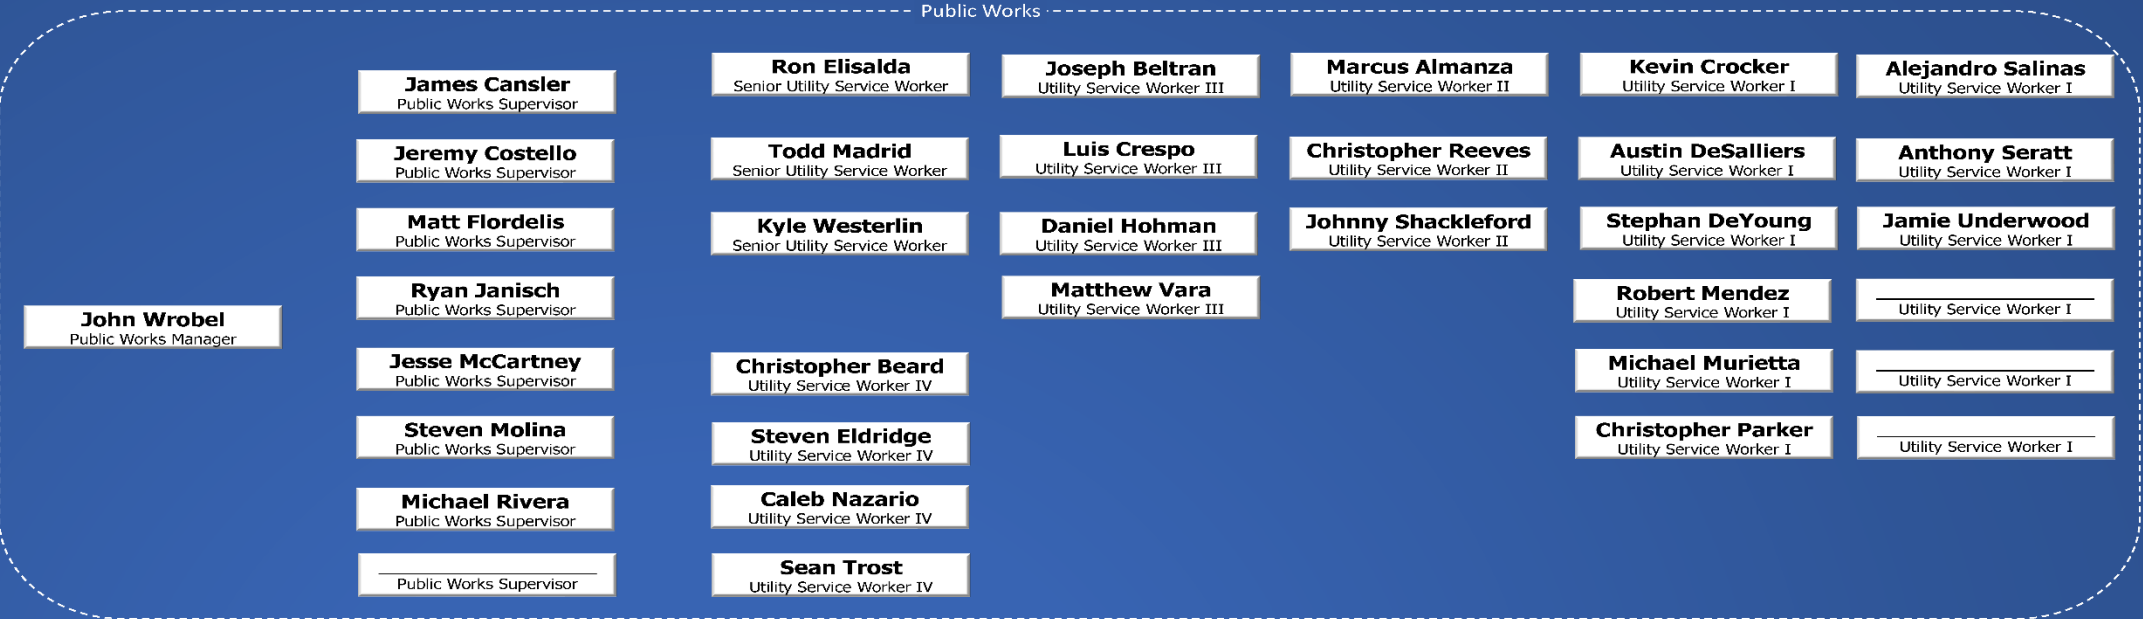 Public Works
John Wrobel
Public Works Manager
James Cansler
Public Works Supervisor
Jeremy Costello
Public Works Supervisor
Matt Flordelis
Public Works Supervisor
Ryan Janisch
Public Works Supervisor
Jesse McCartney
Public Works Supervisor
Steven Molina
Public Works Supervisor
Michael Rivera
Public Works Supervisor
Public Works Supervisor
Ron Elisalda
Senior Utility Service Worker
Todd Madrid
Senior Utility Service Worker
Kyle Westerlin
Senior Utility Service Worker
Christopher Beard
Utility Service Worker IV
Steven Eldridge
Utility Service Worker IV
Caleb Nazario
Utility Service Worker IV
Sean Trost
Utility Service Worker IV
Joseph Beltran
Utility Service Worker III
Luis Crespo
Utility Service Worker III
Daniel Hohman
Utility Service Worker III
Matthew Vara
Utility Service Worker III
Marcus Almanza
Utility Service Worker II
Christopher Reeves
Utility Service Worker II
Johnny Shackleford
Utility Service Worker II
Kevin Crocker
Utility Service Worker I
Austin DeSalliers
Utility Service Worker I
Stephan DeYoung
Utility Service Worker I
Robert Mendez
Utility Service Worker I
Michael Murietta
Utility Service Worker I
Christopher Parker
Utility Service Worker I
Alejandro Salinas
Utility Service Worker I
Anthony Seratt
Utility Service Worker I
Jamie Underwood
Utility Service Worker I
Utility Service Worker I
Utility Service Worker I
Utility Service Worker I